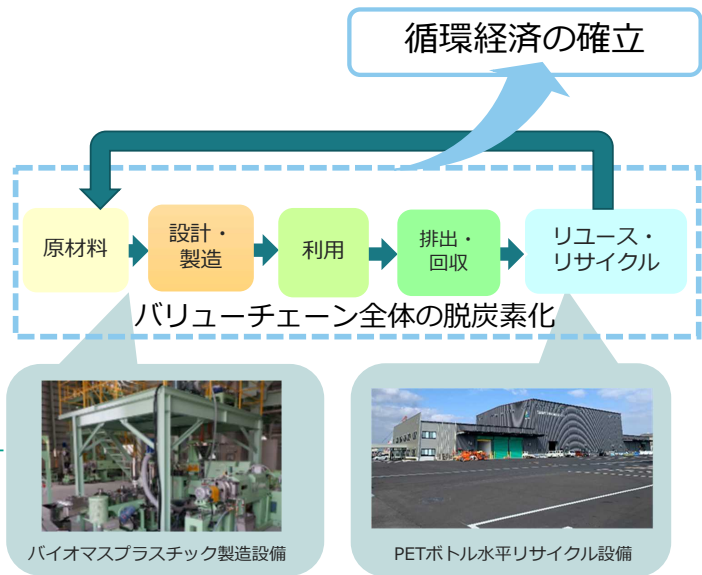 循環経済の確立
原材料
設計・
製造
利用
排出・
回収
リユース・
リサイクル
バリューチェーン全体の脱炭素化
バイオマスプラスチック製造設備
PETボトル水平リサイクル設備